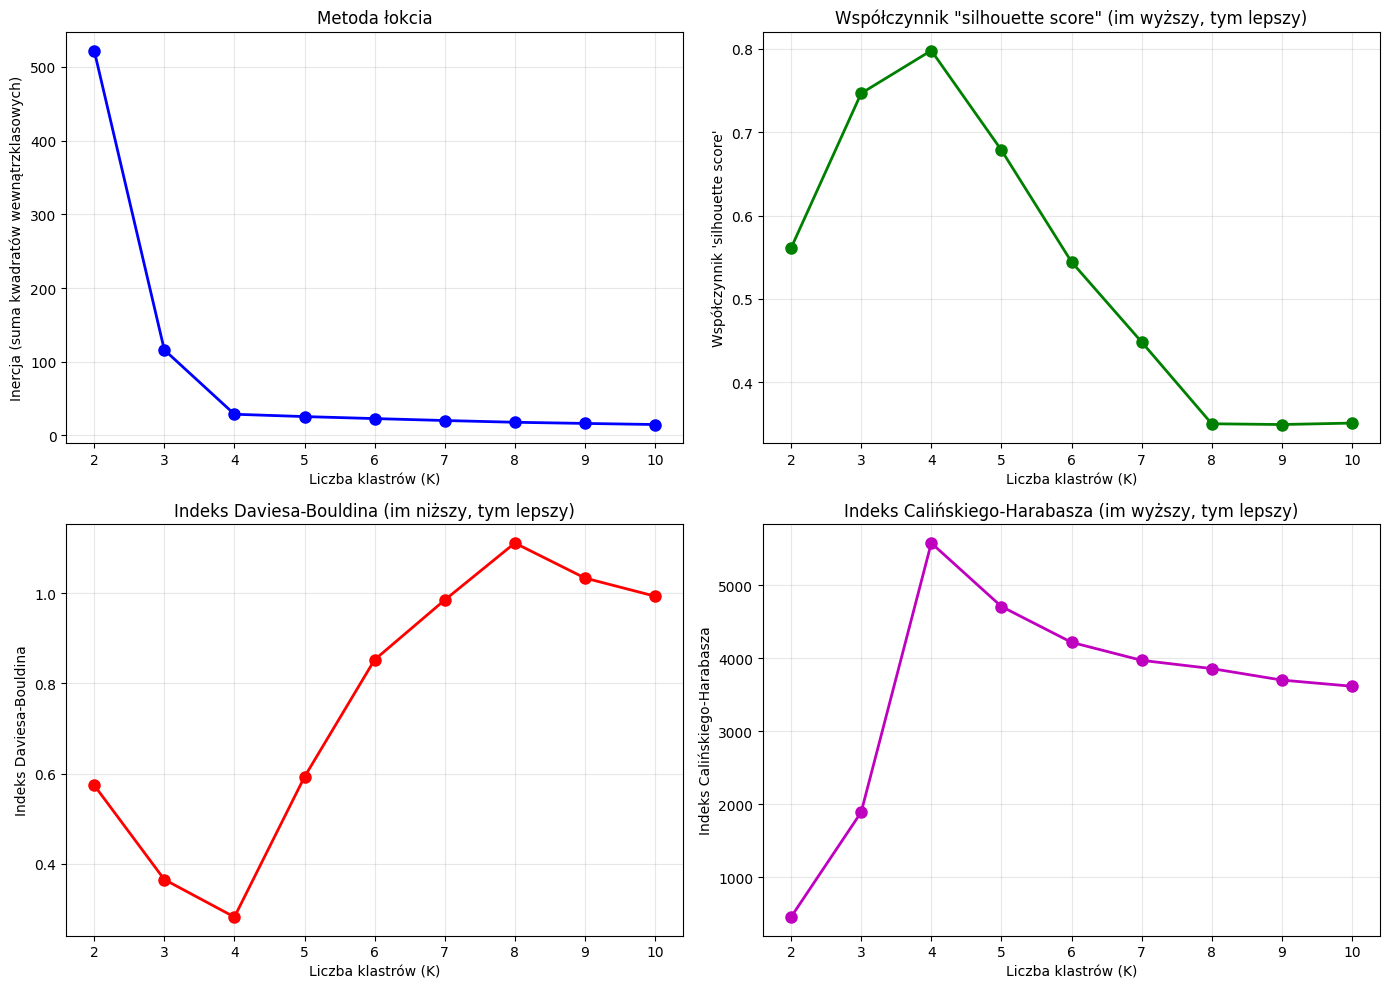 Metoda łokcia
Inercja (suma kwadratów wewnątrzklasowych)
500
400
300
200
100
0
2 3 4 5 6 7 8 9 10
Liczba klastrów (K)
Współczynnik "silhouette score" (im wyższy, tym lepszy)
Współczynnik 'silhouette score'
0.8
0.7
0.6
0.5
0.4
2 3 4 5 6 7 8 9 10
Liczba klastrów (K)
Indeks Daviesa-Bouldina (im niższy, tym lepszy)
Indeks Daviesa-Bouldina
1.0
0.8
0.6
0.4
2 3 4 5 6 7 8 9 10
Liczba klastrów (K)
Indeks Calińskiego-Harabasza (im wyższy, tym lepszy)
Indeks Calińskiego-Harabasza
5000
4000
3000
2000
1000
2 3 4 5 6 7 8 9 10
Liczba klastrów (K)